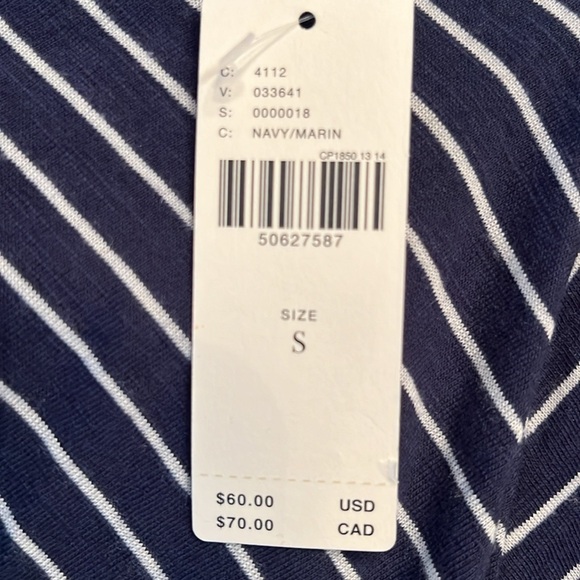 C: 4112
V: 033641
S: 0000018
C: NAVY/MARIN
CP1850 13 14
50627587
SIZE
S
$60.00 USD
$70.00 CAD